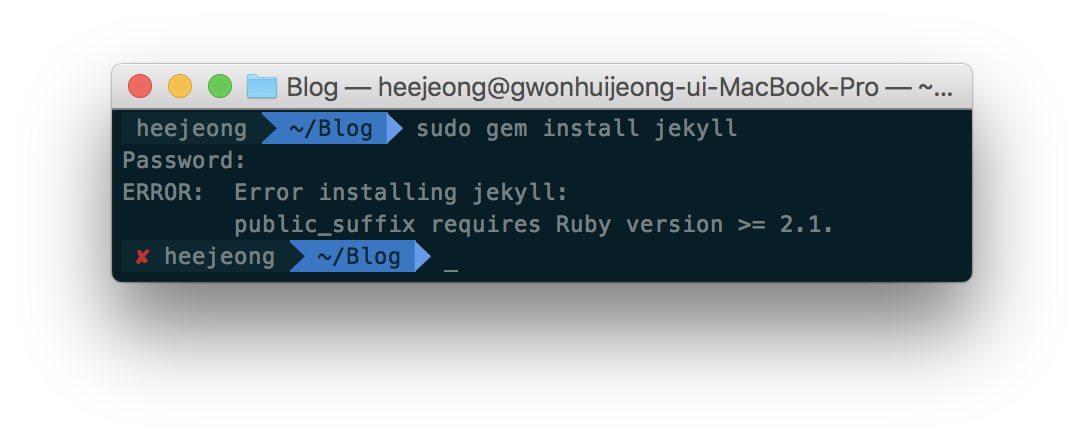 Blog — heejeong@gwonhuijeong-ui-MacBook-Pro — ~...
heejeong ~/Blog sudo gem install jekyll
Password:
ERROR:  Error installing jekyll:
        public_suffix requires Ruby version >= 2.1.
✘ heejeong ~/Blog _